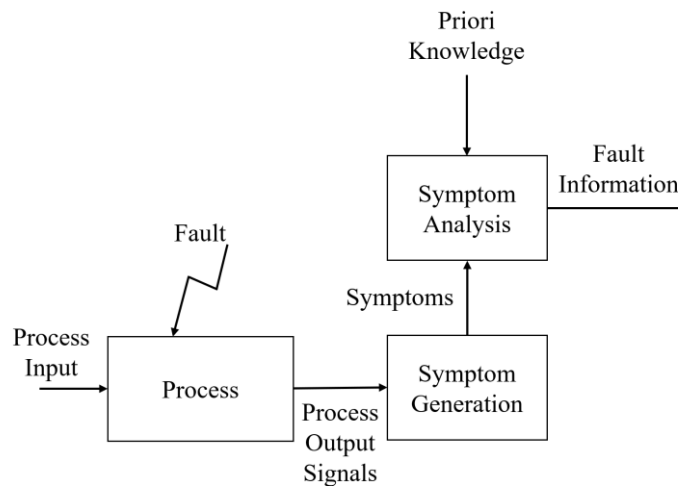 Priori
Knowledge
Symptom
Analysis
Fault
Information
Fault
Symptoms
Process
Input
Process
Process
Output
Signals
Symptom
Generation